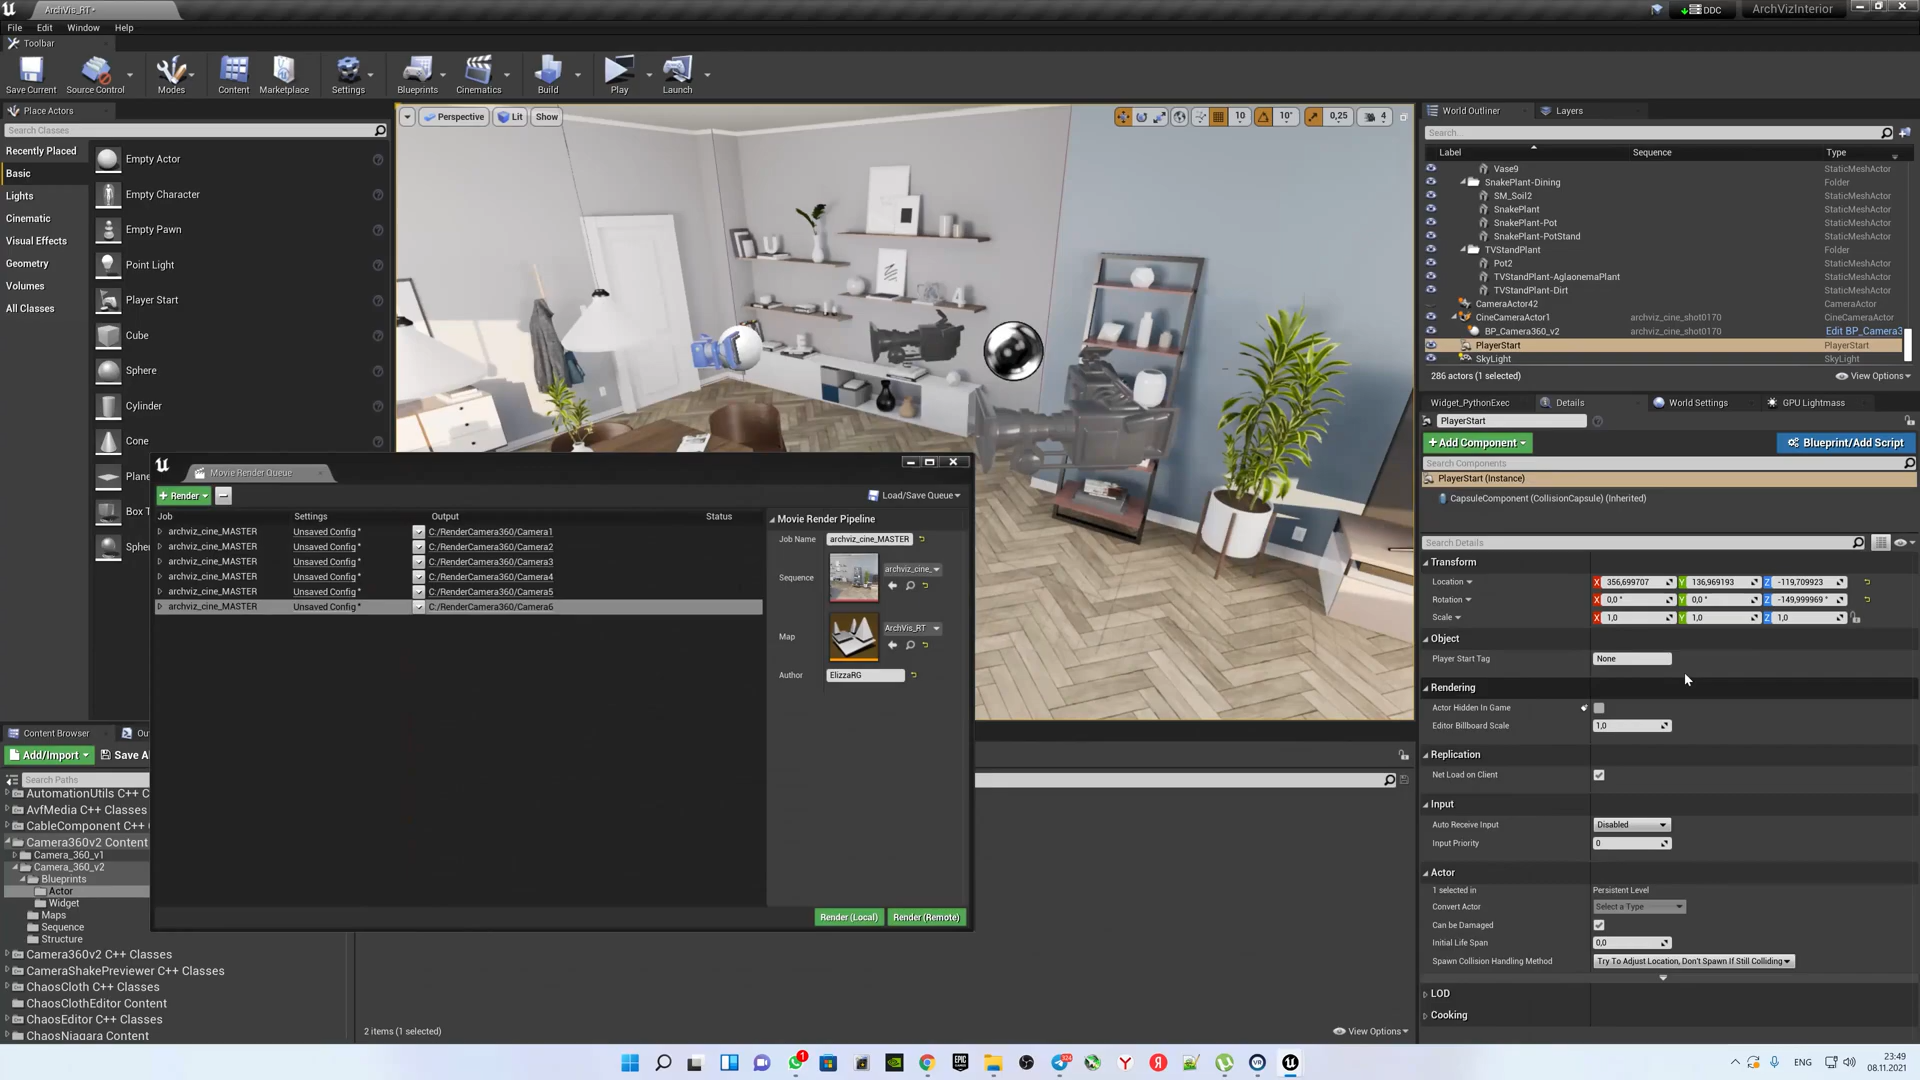 ArchVis_RT*
DDC
ArchVizInterior
File Edit Window Help
Toolbar
Save Current
Source Control
Modes
Content
Marketplace
Settings
Blueprints
Cinematics
Build
Play
Launch
Place Actors
Search Classes
Recently Placed
Basic
Lights
Cinematic
Visual Effects
Geometry
Volumes
All Classes
Empty Actor
Empty Character
Empty Pawn
Point Light
Player Start
Cube
Sphere
Cylinder
Cone
Plane
Box T
Sphe
Perspective
Lit
Show
10
10°
0,25
4
World Outliner
Layers
Search...
Label
Sequence
Type
Vase9 StaticMeshActor
SnakePlant-Dining Folder
SM_Soil2 StaticMeshActor
SnakePlant StaticMeshActor
SnakePlant-Pot StaticMeshActor
SnakePlant-PotStand StaticMeshActor
TVStandPlant Folder
Pot2 StaticMeshActor
TVStandPlant-AglaonemaPlant StaticMeshActor
TVStandPlant-Dirt StaticMeshActor
CameraActor42 CameraActor
CineCameraActor1 archviz_cine_shot0170 CineCameraActor
BP_Camera360_v2 archviz_cine_shot0170 Edit BP_Camera3
PlayerStart PlayerStart
SkyLight SkyLight
286 actors (1 selected)
View Options
Widget_PythonExec
Details
World Settings
GPU Lightmass
PlayerStart
+Add Component
Blueprint/Add Script
Search Components
PlayerStart (Instance)
CapsuleComponent (CollisionCapsule) (Inherited)
Search Details
Transform
Location X 356,699707 Y 136,969193 Z -119,709923
Rotation X 0,0 ° Y 0,0 ° Z -149,999969 °
Scale X 1,0 Y 1,0 Z 1,0
Object
Player Start Tag None
Rendering
Actor Hidden In Game
Editor Billboard Scale 1,0
Replication
Net Load on Client
Input
Auto Receive Input Disabled
Input Priority 0
Actor
1 selected in Persistent Level
Convert Actor Select a Type
Can be Damaged
Initial Life Span 0,0
Spawn Collision Handling Method Try To Adjust Location, Don't Spawn If Still Colliding
LOD
Cooking
Movie Render Queue
+ Render
Load/Save Queue
Job Settings Output Status
archviz_cine_MASTER Unsaved Config * C:/RenderCamera360/Camera1
archviz_cine_MASTER Unsaved Config * C:/RenderCamera360/Camera2
archviz_cine_MASTER Unsaved Config * C:/RenderCamera360/Camera3
archviz_cine_MASTER Unsaved Config * C:/RenderCamera360/Camera4
archviz_cine_MASTER Unsaved Config * C:/RenderCamera360/Camera5
archviz_cine_MASTER Unsaved Config * C:/RenderCamera360/Camera6
Movie Render Pipeline
Job Name archviz_cine_MASTER
Sequence archviz_cine_
Map ArchVis_RT
Author ElizzaRG
Render (Local)
Render (Remote)
Content Browser
Ou
Add/Import
Save Al
Search Paths
AutomationUtils C++ C
AvfMedia C++ Classes
CableComponent C++
Camera360v2 Content
Camera_360_v1
Camera_360_v2
Blueprints
Actor
Widget
Maps
Sequence
Structure
Camera360v2 C++ Classes
CameraShakePreviewer C++ Classes
ChaosCloth C++ Classes
ChaosClothEditor Content
ChaosEditor C++ Classes
ChaosNiagara Content
2 items (1 selected)
View Options
1
324
ENG
23:49
08.11.2021